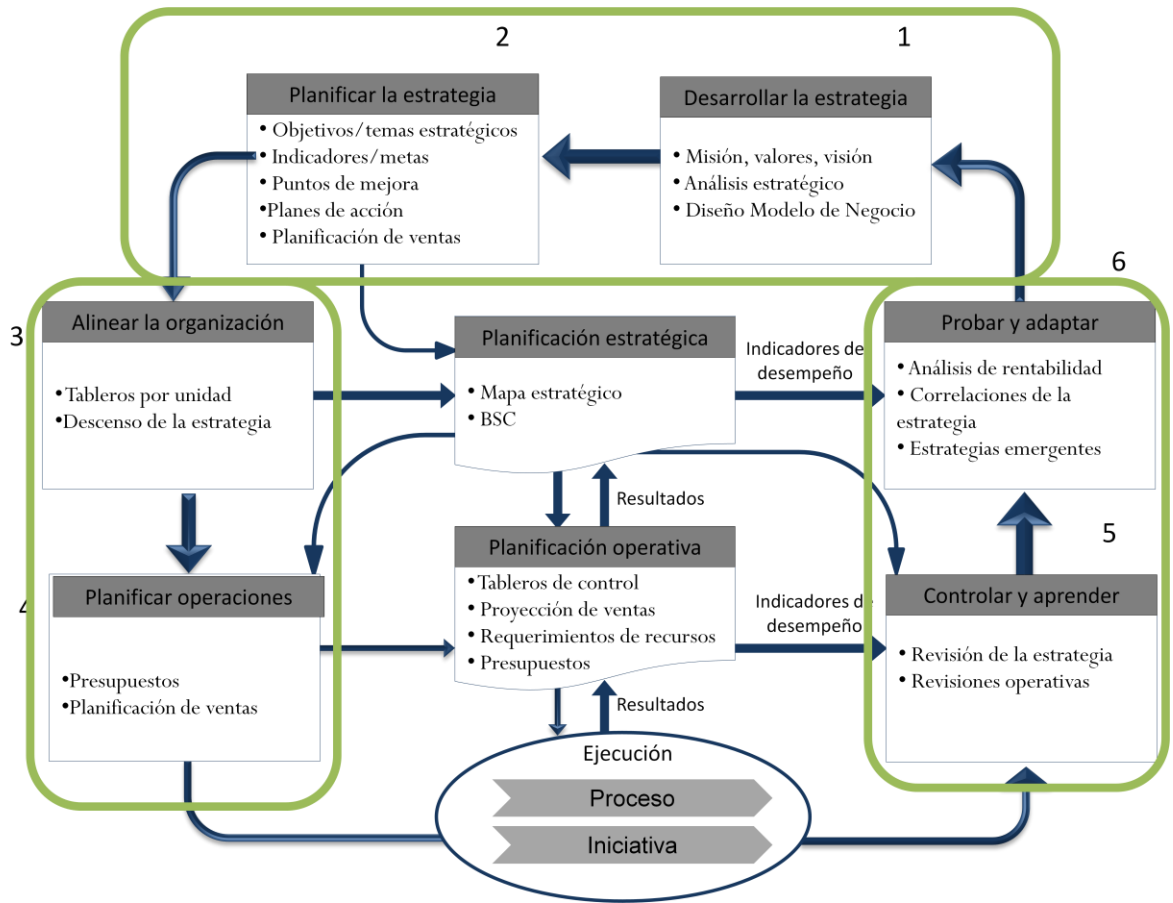 2
1
Planificar la estrategia
• Objetivos/temas estratégicos
• Indicadores/metas
• Puntos de mejora
•Planes de acción
• Planificación de ventas
Desarrollar la estrategia
• Misión, valores, visión
• Análisis estratégico
• Diseño Modelo de Negocio
3
Alinear la organización
• Tableros por unidad
• Descenso de la estrategia
Planificación estratégica
• Mapa estratégico
• BSC
Indicadores de
desempeño
6
Probar y adaptar
• Análisis de rentabilidad
• Correlaciones de la
estrategia
• Estrategias emergentes
Resultados
5
4
Planificar operaciones
•Presupuestos
•Planificación de ventas
Planificación operativa
•Tableros de control
• Proyección de ventas
• Requerimientos de recursos
• Presupuestos
Indicadores de
desempeño
Controlar y aprender
• Revisión de la estrategia
• Revisiones operativas
Resultados
Ejecución
Proceso
Iniciativa